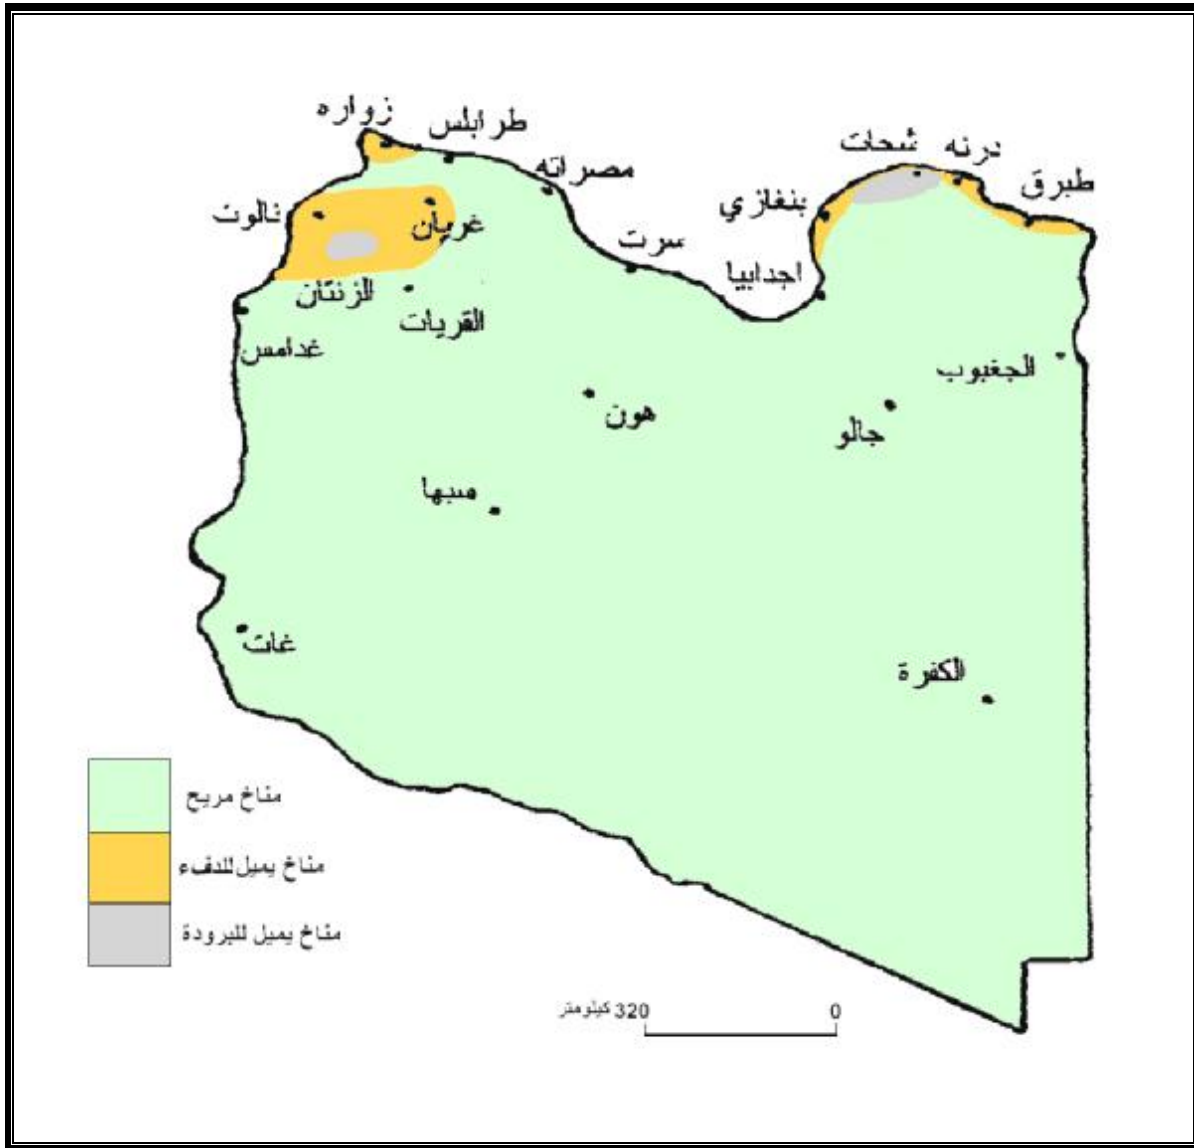 زواره
طرابلس
مصراته
شحات
درنه
طبرق
بنغازي
نالوت
غريان
سرت
اجدابيا
الزنتان
القريات
غدامس
الجغبوب
هون
جالو
سبها
غات
الكفرة
مناخ مريح
مناخ يميل للدفء
مناخ يميل للبرودة
320 كيلومتر
0